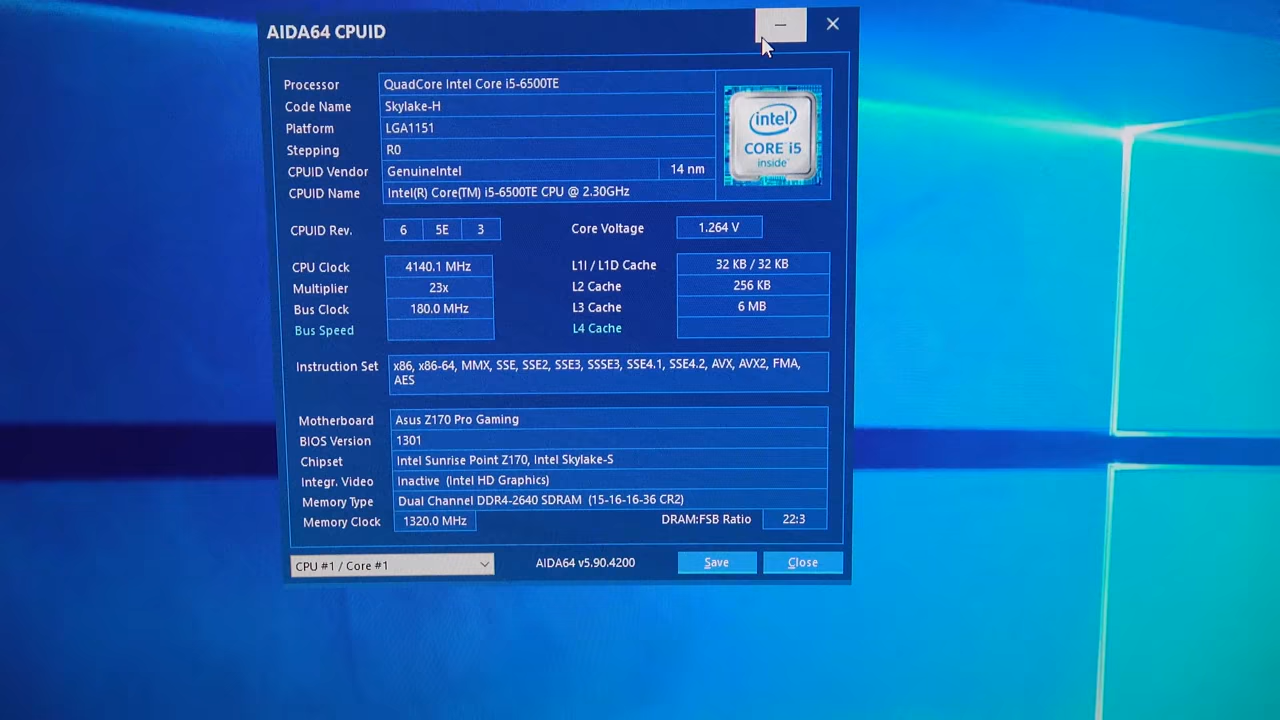 AIDA64 CPUID
Processor QuadCore Intel Core i5-6500TE
Code Name Skylake-H
Platform LGA1151
Stepping R0
CPUID Vendor GenuineIntel 14 nm
CPUID Name Intel(R) Core(TM) i5-6500TE CPU @ 2.30GHz
intel
CORE i5
inside
CPUID Rev. 6 5E 3 Core Voltage 1.264 V
CPU Clock 4140.1 MHz L1I / L1D Cache 32 KB / 32 KB
Multiplier 23x L2 Cache 256 KB
Bus Clock 180.0 MHz L3 Cache 6 MB
Bus Speed L4 Cache
Instruction Set x86, x86-64, MMX, SSE, SSE2, SSE3, SSSE3, SSE4.1, SSE4.2, AVX, AVX2, FMA,
AES
Motherboard Asus Z170 Pro Gaming
BIOS Version 1301
Chipset Intel Sunrise Point Z170, Intel Skylake-S
Integr. Video Inactive (Intel HD Graphics)
Memory Type Dual Channel DDR4-2640 SDRAM (15-16-16-36 CR2)
Memory Clock 1320.0 MHz DRAM:FSB Ratio 22:3
CPU #1 / Core #1 AIDA64 v5.90.4200 Save Close